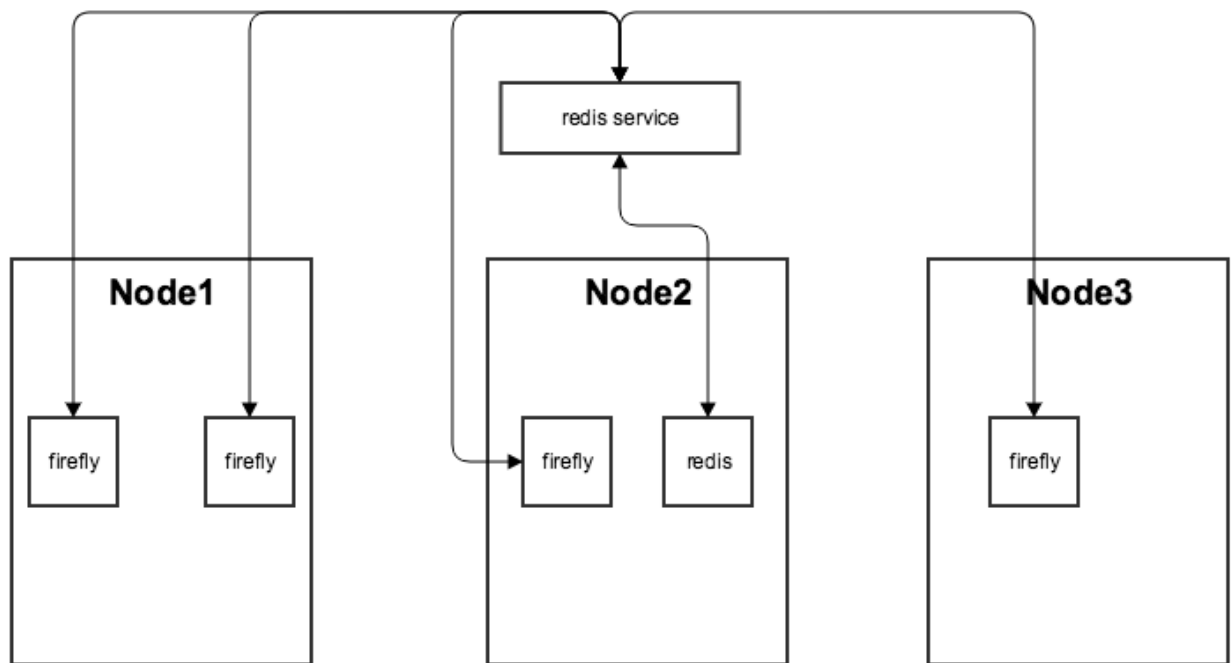 redis service
Node1
Node2
Node3
firefly
firefly
firefly
redis
firefly